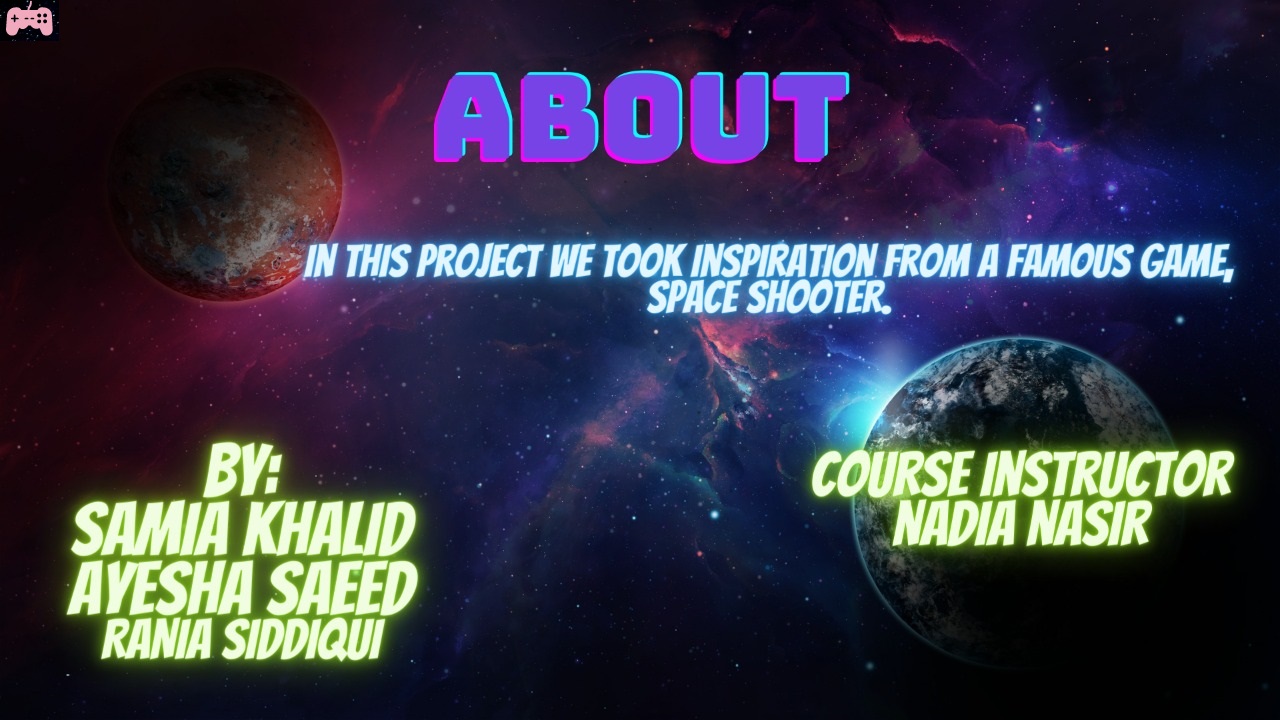 ABOUT
IN THIS PROJECT WE TOOK INSPIRATION FROM A FAMOUS GAME,
SPACE SHOOTER.
BY:
SAMIA KHALID
AYESHA SAEED
RANIA SIDDIQUI
COURSE INSTRUCTOR
NADIA NASIR